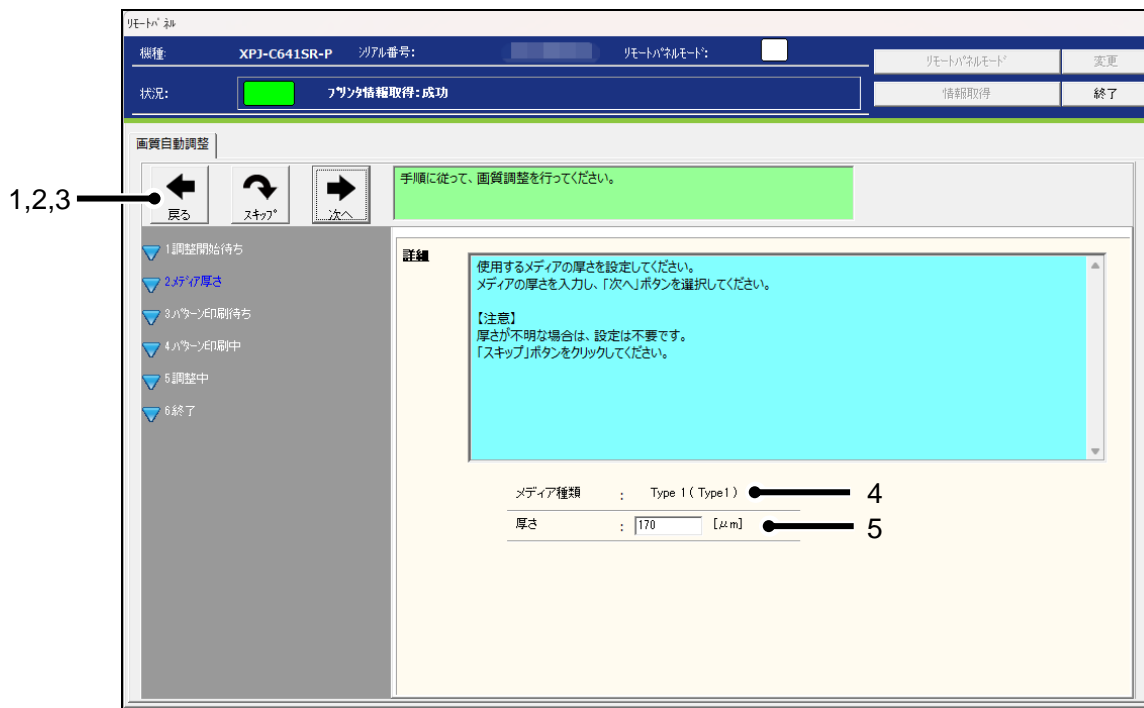 リモートパネル
機種: XPJ-C641SR-P シリアル番号: リモートパネルモード:
リモートパネルモード 変更
状況: プリンタ情報取得:成功
情報取得 終了
画質自動調整
戻る スキップ 次へ
手順に従って、画質調整を行ってください。
1,2,3
1調整開始待ち
2メディア厚さ
3パターン印刷待ち
4パターン印刷中
5調整中
6終了
詳細
使用するメディアの厚さを設定してください。
メディアの厚さを入力し、「次へ」ボタンを選択してください。
【注意】
厚さが不明な場合は、設定は不要です。
「スキップ」ボタンをクリックしてください。
メディア種類 : Type 1 ( Type1 ) 4
厚さ : 170 [μm] 5